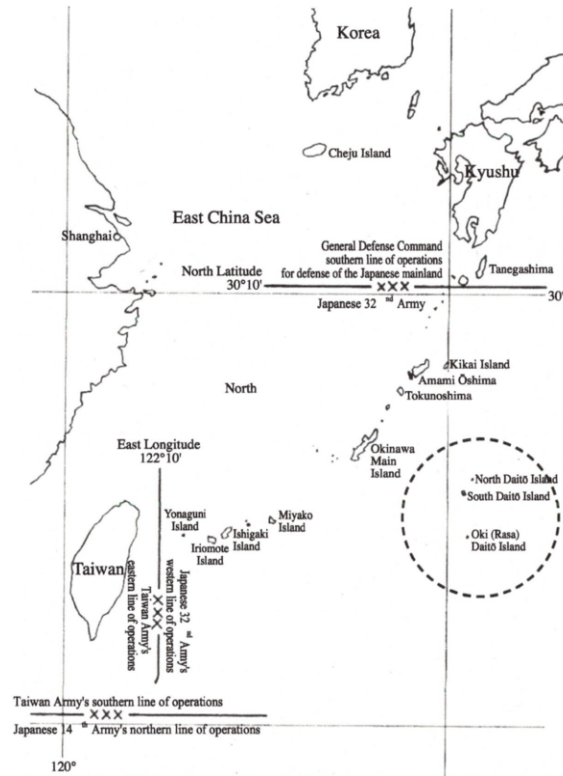 Korea
Cheju Island
Kyushu
East China Sea
Shanghai
General Defense Command
southern line of operations
for defense of the Japanese mainland
Tanegashima
North Latitude
30°10'
×××
30°
Japanese 32nd Army
North
Kikai Island
Amami Ōshima
Tokunoshima
East Longitude
122°10'
Okinawa
Main
Island
North Daitō Island
South Daitō Island
Oki (Rasa)
Daitō Island
Yonaguni
Island
Miyako
Island
Ishigaki
Island
Iriomote
Island
Taiwan
Taiwan Army's
eastern line of operations
×××
Japanese 32nd Army's
western line of operations
Taiwan Army's southern line of operations
×××
Japanese 14th Army's northern line of operations
120°